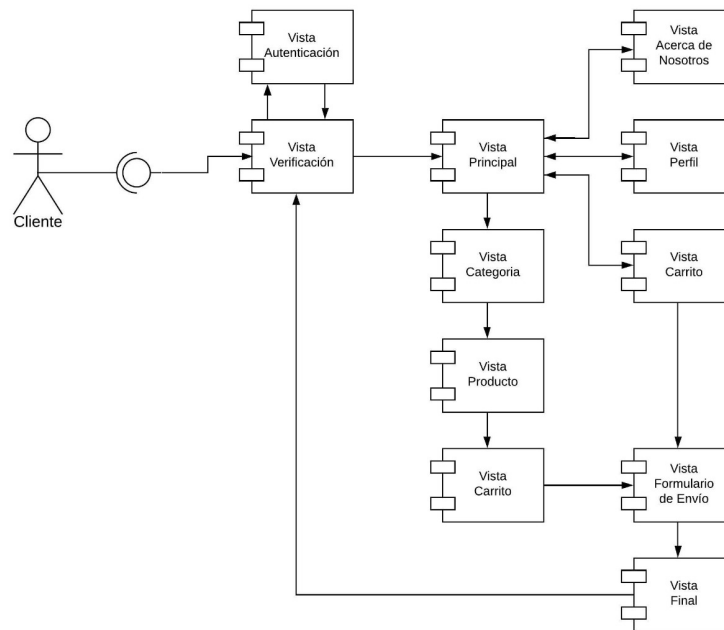 Vista
Autenticación
Vista
Acerca de
Nosotros
Cliente
Vista
Verificación
Vista
Principal
Vista
Perfil
Vista
Categoria
Vista
Carrito
Vista
Producto
Vista
Carrito
Vista
Formulario
de Envío
Vista
Final